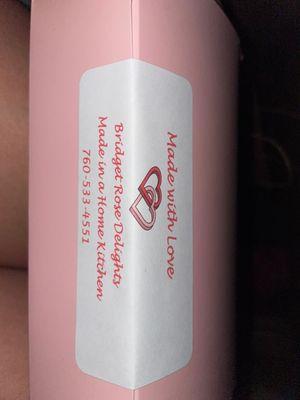 Made with Love
Bridget Rose Delights
Made in a Home Kitchen
760-533-4551